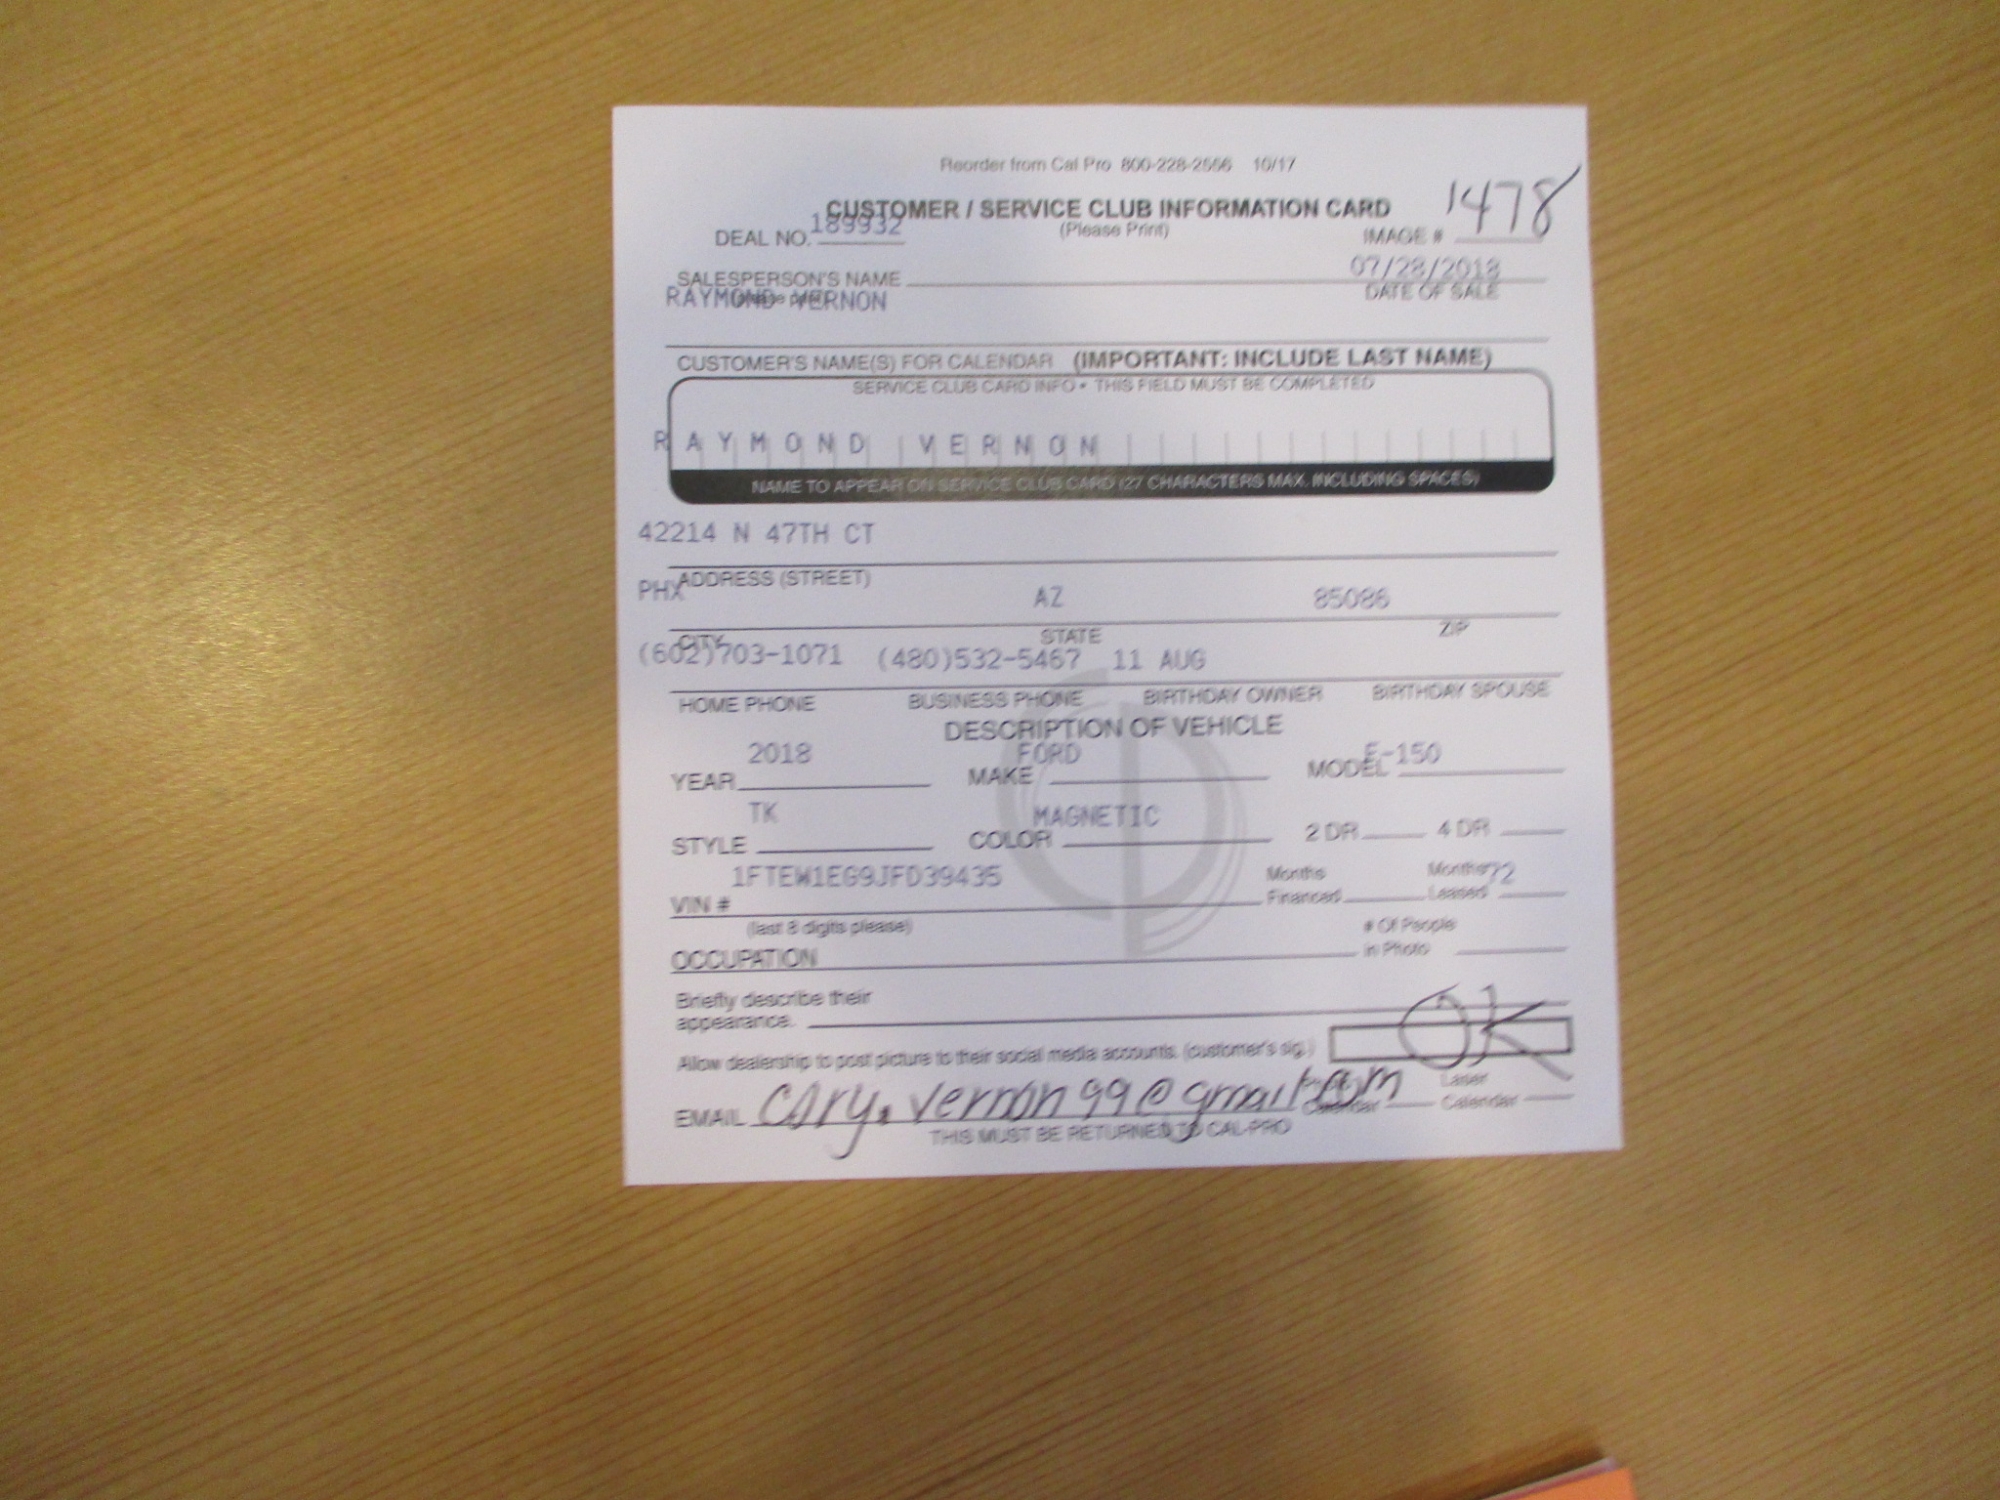 Reorder from Cal Pro 800-228-2556 10/17
CUSTOMER / SERVICE CLUB INFORMATION CARD
(Please Print)
DEAL NO. 189932
IMAGE # 1478
SALESPERSON'S NAME
(please print)
RAYMOND VERNON
07/28/2018
DATE OF SALE
CUSTOMER'S NAME(S) FOR CALENDAR (IMPORTANT: INCLUDE LAST NAME)
SERVICE CLUB CARD INFO • THIS FIELD MUST BE COMPLETED
RAYMOND VERNON
NAME TO APPEAR ON SERVICE CLUB CARD (27 CHARACTERS MAX. INCLUDING SPACES)
42214 N 47TH CT
ADDRESS (STREET)
PHX AZ 85086
CITY STATE ZIP
(602)703-1071 (480)532-5467 11 AUG
HOME PHONE BUSINESS PHONE BIRTHDAY OWNER BIRTHDAY SPOUSE
DESCRIPTION OF VEHICLE
2018 FORD F-150
YEAR MAKE MODEL
TK MAGNETIC
STYLE COLOR 2 DR 4 DR
1FTEW1EG9JFD39435 72
VIN # Months Financed Months Leased
(last 8 digits please)
OCCUPATION # Of People in Photo
Briefly describe their
appearance.
Allow dealership to post picture to their social media accounts. (customer's sig.) OK
EMAIL Cory.vernon99@gmail.com
Calendar Laser Calendar
THIS MUST BE RETURNED TO CAL-PRO